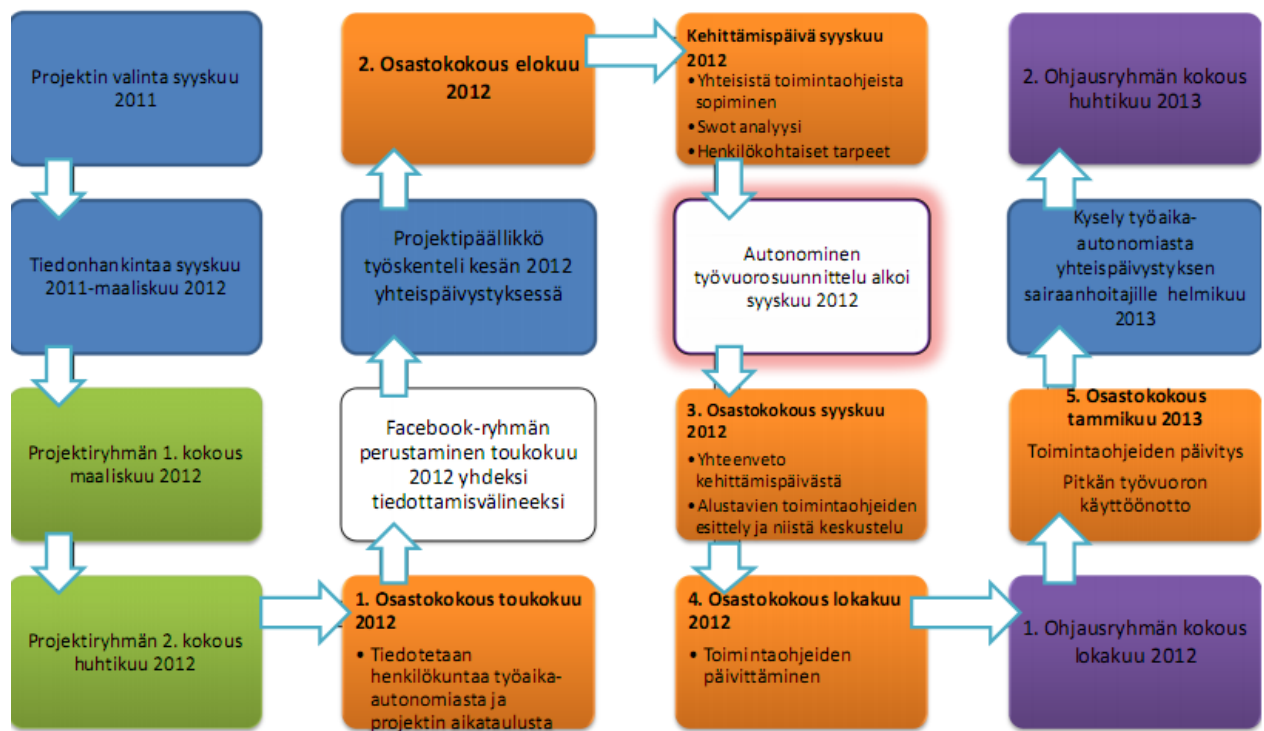 Projektin valinta syyskuu
2011
Tiedonhankintaa syyskuu
2011-maaliskuu 2012
Projektiryhmän 1. kokous
maaliskuu 2012
Projektiryhmän 2. kokous
huhtikuu 2012
1. Osastokokous toukokuu
2012
• Tiedotetaan
henkilökuntaa työaika-
autonomiasta ja
projektin aikataulusta
Facebook-ryhmän
perustaminen toukokuu
2012 yhdeksi
tiedottamisvälineeksi
Projektipäällikkö
työskenteli kesän 2012
yhteispäivystyksessä
2. Osastokokous elokuu
2012
Kehittämispäivä syyskuu
2012
•Yhteisistä toimintaohjeista
sopiminen
•Swot analyysi
•Henkilökohtaiset tarpeet
Autonominen
työvuorosuunnittelu alkoi
syyskuu 2012
3. Osastokokous syyskuu
2012
•Yhteenveto
kehittämispäivästä
•Alustavien toimintaohjeiden
esittely ja niistä keskustelu
4. Osastokokous lokakuu
2012
• Toimintaohjeiden
päivittäminen
1. Ohjausryhmän kokous
lokakuu 2012
5. Osastokokous
tammikuu 2013
Toimintaohjeiden päivitys
Pitkän työvuoron
käyttöönotto
Kysely työaika-
autonomiasta
yhteispäivystyksen
sairaanhoitajille helmikuu
2013
2. Ohjausryhmän kokous
huhtikuu 2013